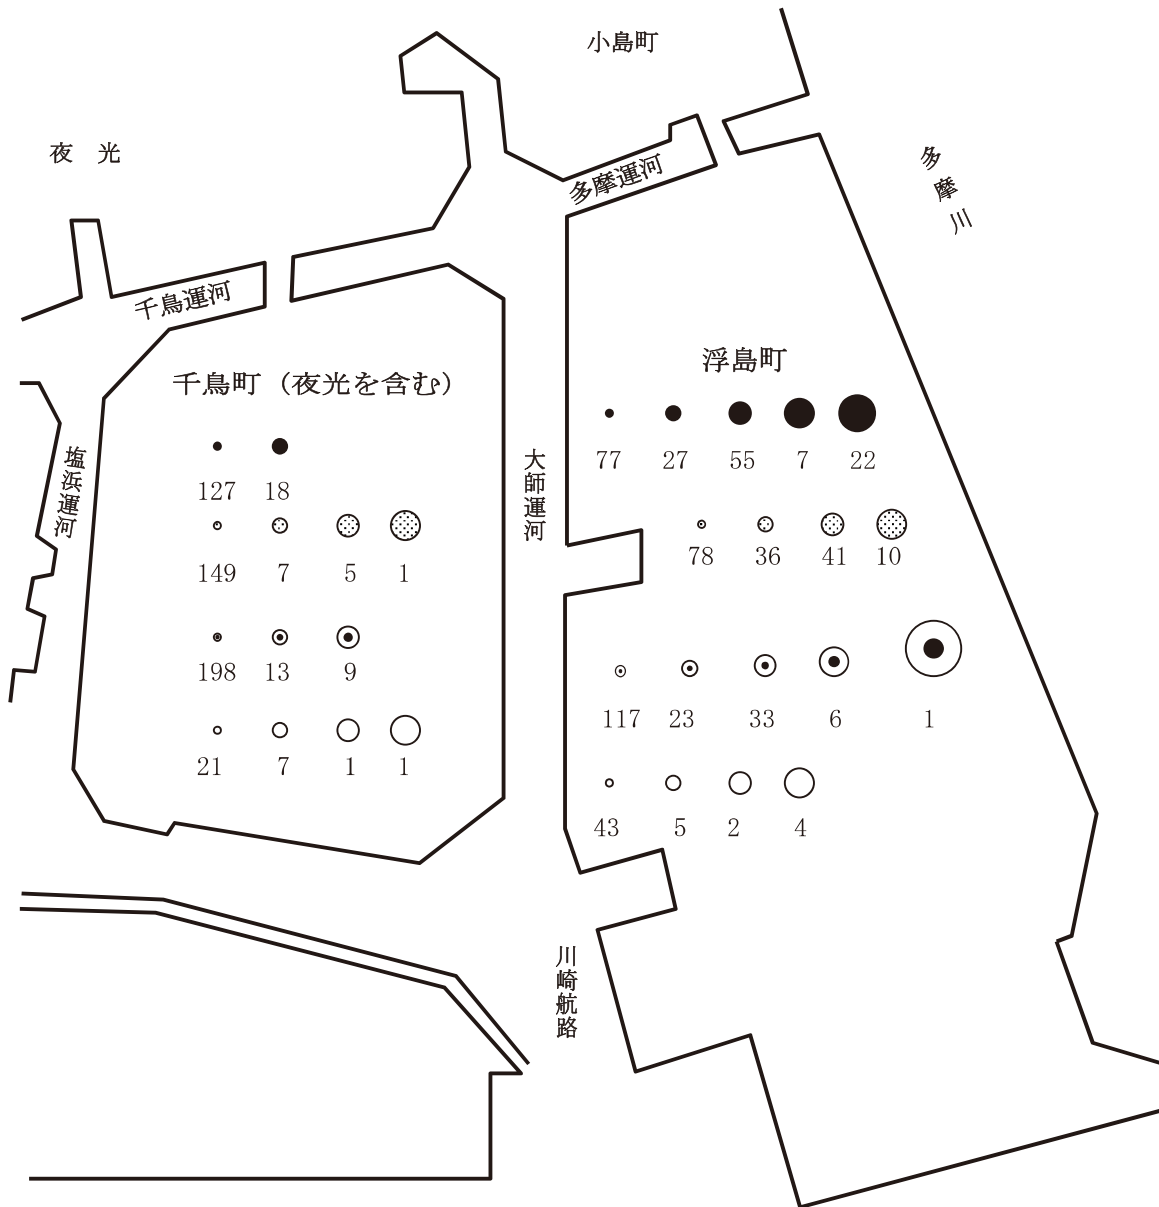 小島町
夜 光
多摩川
多摩運河
千鳥運河
浮島町
千鳥町（夜光を含む）
77 27 55 7 22
塩浜運河
大師運河
127 18
78 36 41 10
149 7 5 1
198 13 9
117 23 33 6 1
21 7 1 1
43 5 2 4
川崎航路